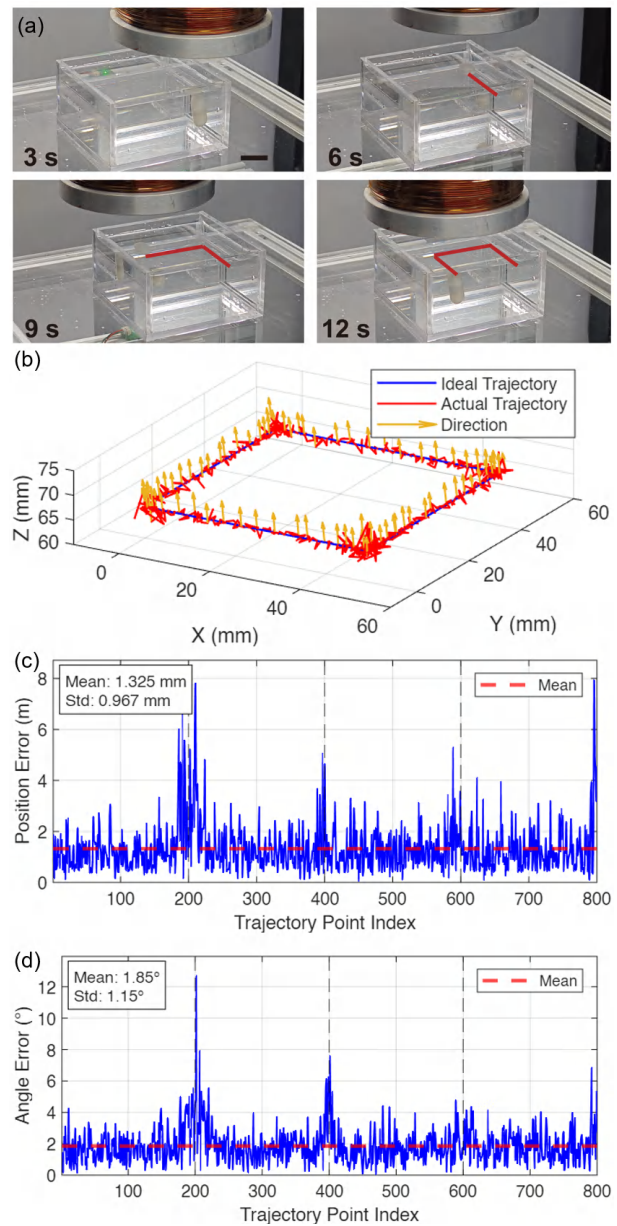 (a)
3 s
6 s
9 s
12 s
(b)
Ideal Trajectory
Actual Trajectory
Direction
75
70
65
60
Z (mm)
0
20
40
60
X (mm)
0
20
40
60
Y (mm)
(c)
Mean: 1.325 mm
Std: 0.967 mm
Mean
8
6
4
2
0
Position Error (m)
100 200 300 400 500 600 700 800
Trajectory Point Index
(d)
Mean: 1.85°
Std: 1.15°
Mean
12
10
8
6
4
2
0
Angle Error (°)
100 200 300 400 500 600 700 800
Trajectory Point Index